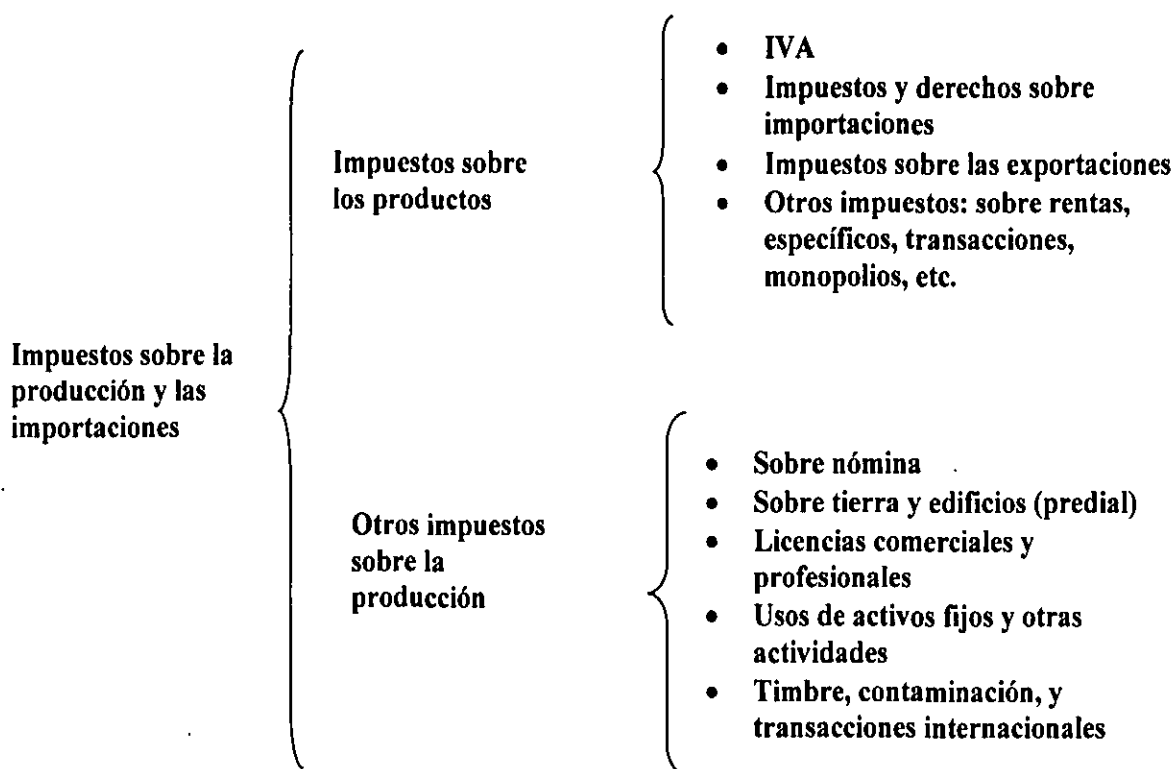 Impuestos sobre la
producción y las
importaciones
Impuestos sobre
los productos
• IVA
• Impuestos y derechos sobre
importaciones
• Impuestos sobre las exportaciones
• Otros impuestos: sobre rentas,
específicos, transacciones,
monopolios, etc.
Otros impuestos
sobre la
producción
• Sobre nómina
• Sobre tierra y edificios (predial)
• Licencias comerciales y
profesionales
• Usos de activos fijos y otras
actividades
• Timbre, contaminación, y
transacciones internacionales